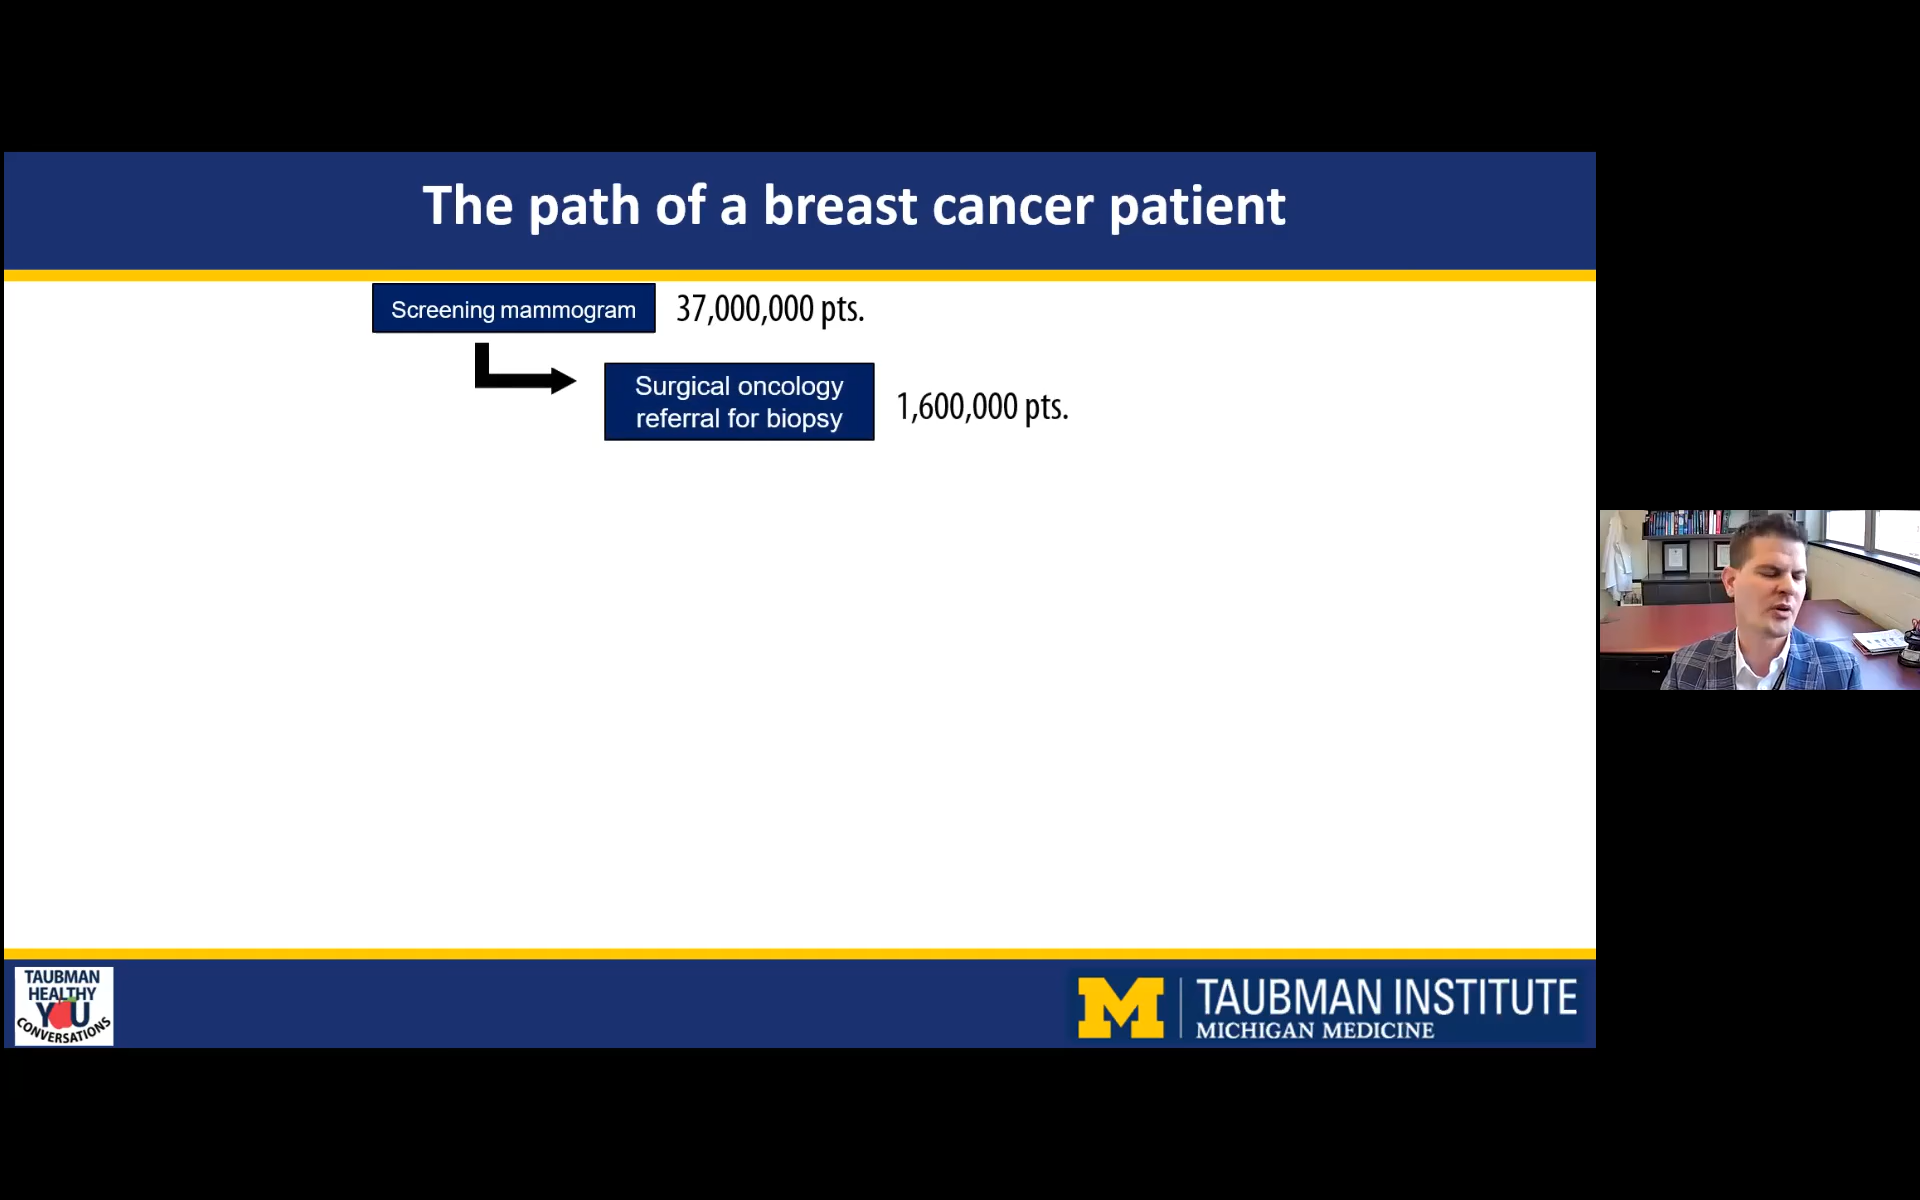 The path of a breast cancer patient
Screening mammogram
37,000,000 pts.
Surgical oncology
referral for biopsy
1,600,000 pts.
TAUBMAN
HEALTHY
YOU
CONVERSATIONS
M
TAUBMAN INSTITUTE
MICHIGAN MEDICINE